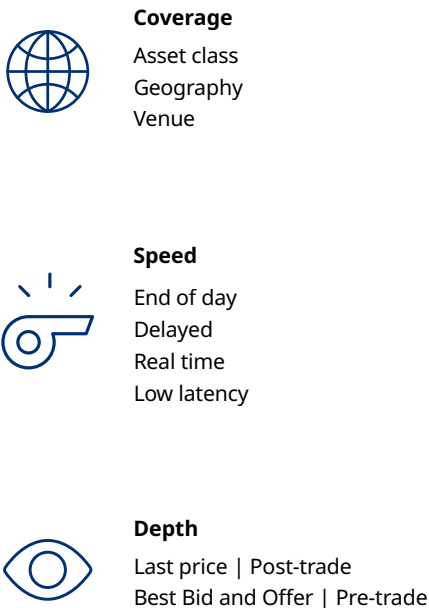 Coverage
Asset class
Geography
Venue
Speed
End of day
Delayed
Real time
Low latency
Depth
Last price | Post-trade
Best Bid and Offer | Pre-trade